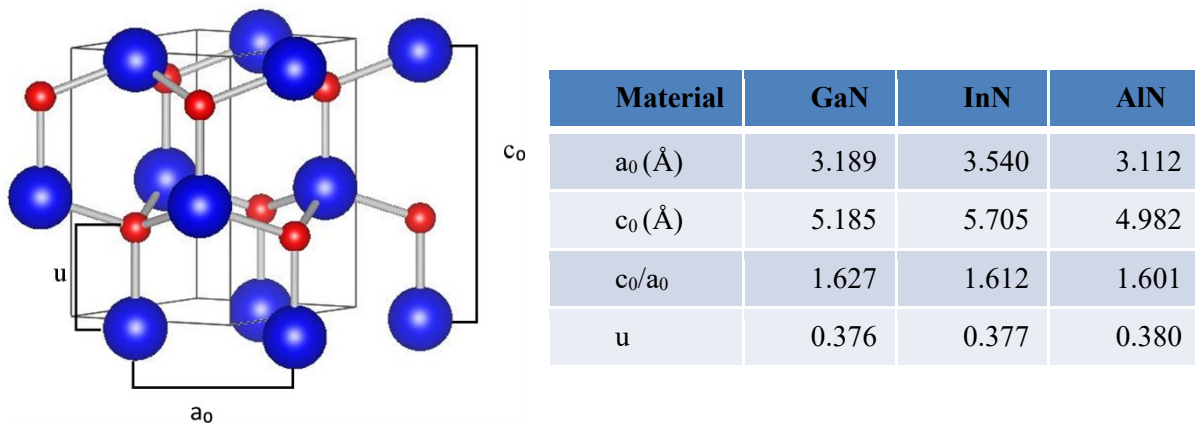 c₀
u
a₀
Material GaN InN AlN
a₀ (Å) 3.189 3.540 3.112
c₀ (Å) 5.185 5.705 4.982
c₀/a₀ 1.627 1.612 1.601
u 0.376 0.377 0.380